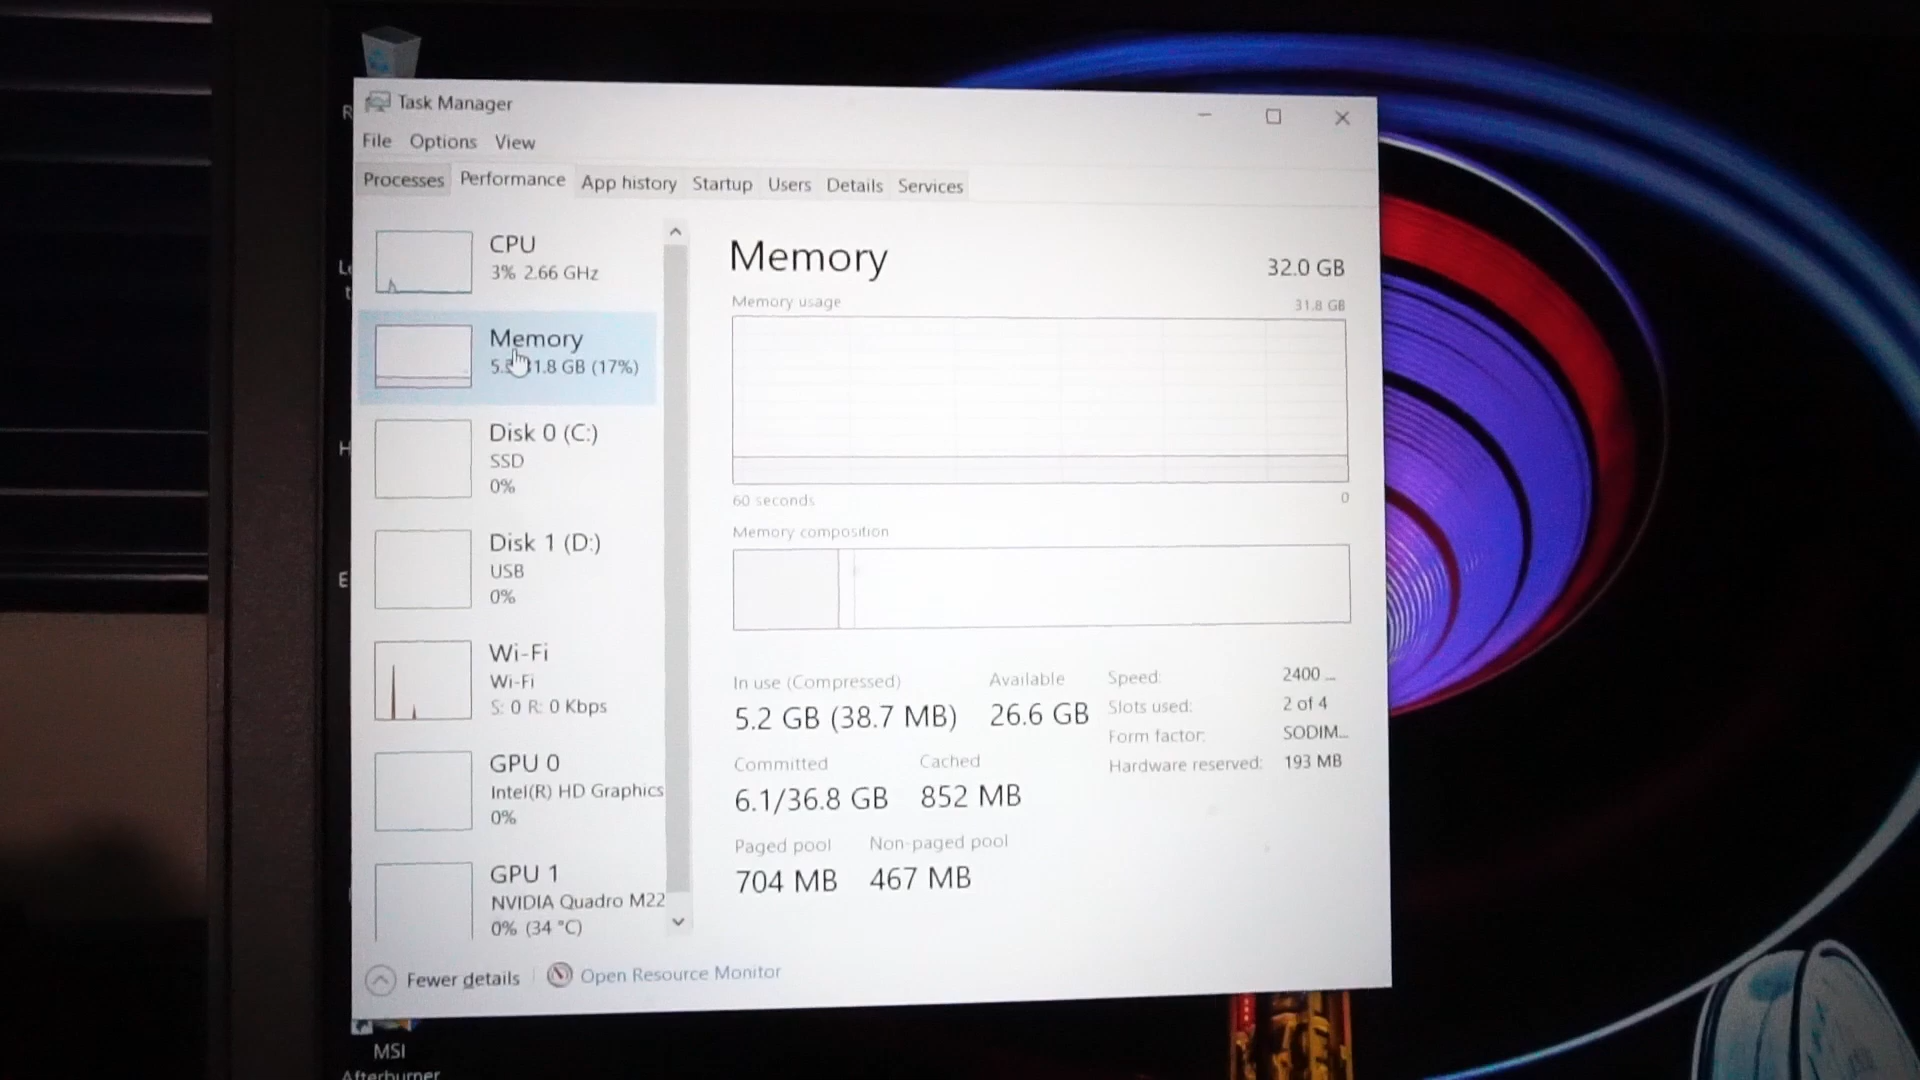 Task Manager
File Options View
Processes Performance App history Startup Users Details Services
CPU
3% 2.66 GHz
Memory
1.8 GB (17%)
Disk 0 (C:)
SSD
0%
Disk 1 (D:)
USB
0%
Wi-Fi
Wi-Fi
S: 0 R: 0 Kbps
GPU 0
Intel(R) HD Graphics
0%
GPU 1
NVIDIA Quadro M22
0% (34 °C)
Memory 32.0 GB
Memory usage 31.8 GB
60 seconds 0
Memory composition
In use (Compressed) Available
5.2 GB (38.7 MB) 26.6 GB
Committed Cached
6.1/36.8 GB 852 MB
Paged pool Non-paged pool
704 MB 467 MB
Speed: 2400 ...
Slots used: 2 of 4
Form factor: SODIM...
Hardware reserved: 193 MB
Fewer details Open Resource Monitor
MSI
Afterburner